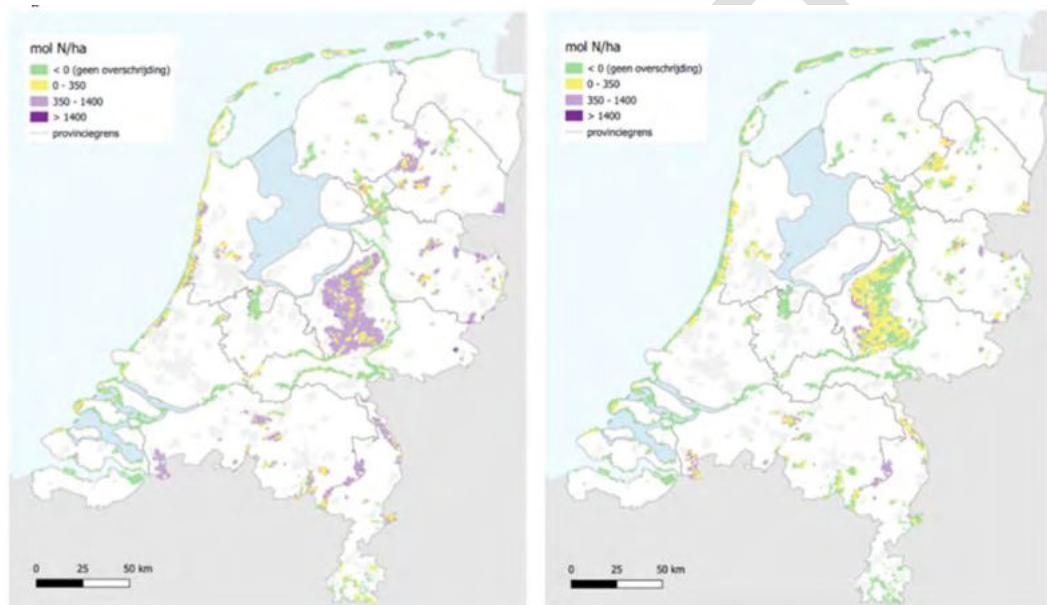 mol N/ha
< 0 (geen overschrijding)
0 - 350
350 - 1400
> 1400
provinciegrens
0 25 50 km
mol N/ha
< 0 (geen overschrijding)
0 - 350
350 - 1400
> 1400
provinciegrens
0 25 50 km